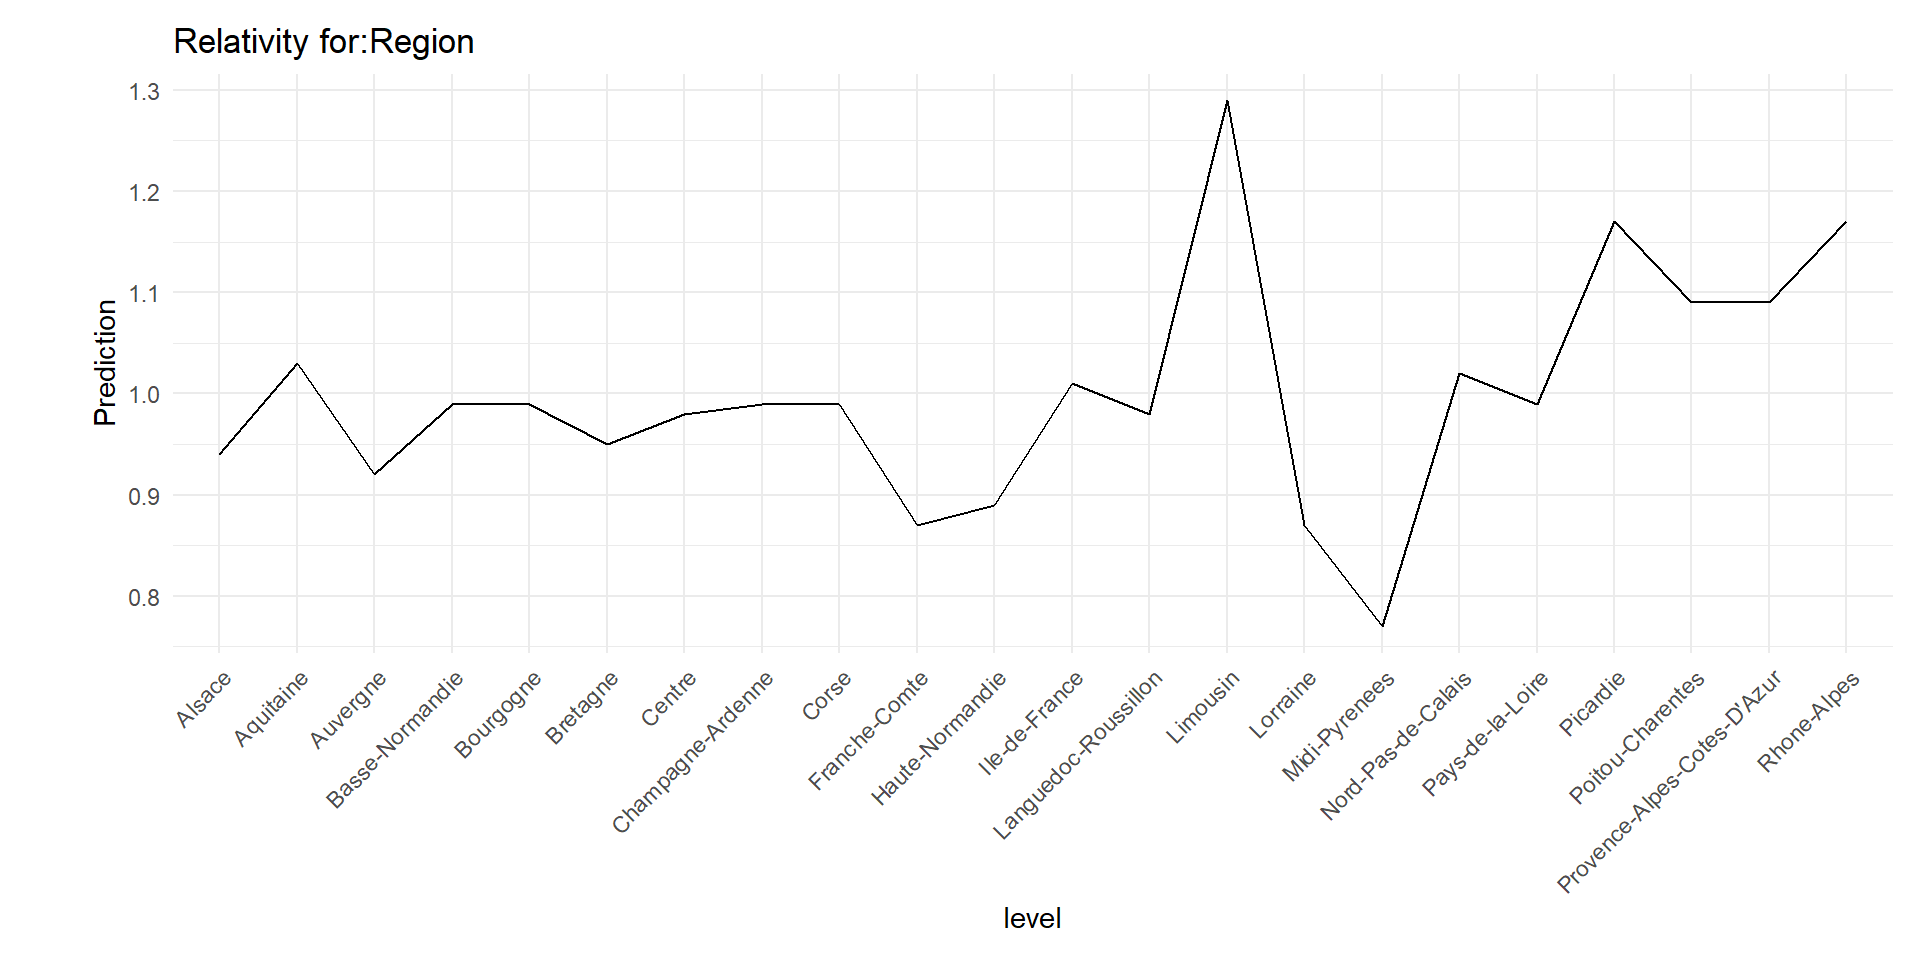 Relativity for:Region
1.3
1.2
1.1
1.0
0.9
0.8
Prediction
Alsace
Aquitaine
Auvergne
Basse-Normandie
Bourgogne
Bretagne
Centre
Champagne-Ardenne
Corse
Franche-Comte
Haute-Normandie
Ile-de-France
Languedoc-Roussillon
Limousin
Lorraine
Midi-Pyrenees
Nord-Pas-de-Calais
Pays-de-la-Loire
Picardie
Poitou-Charentes
Provence-Alpes-Cotes-D'Azur
Rhone-Alpes
level